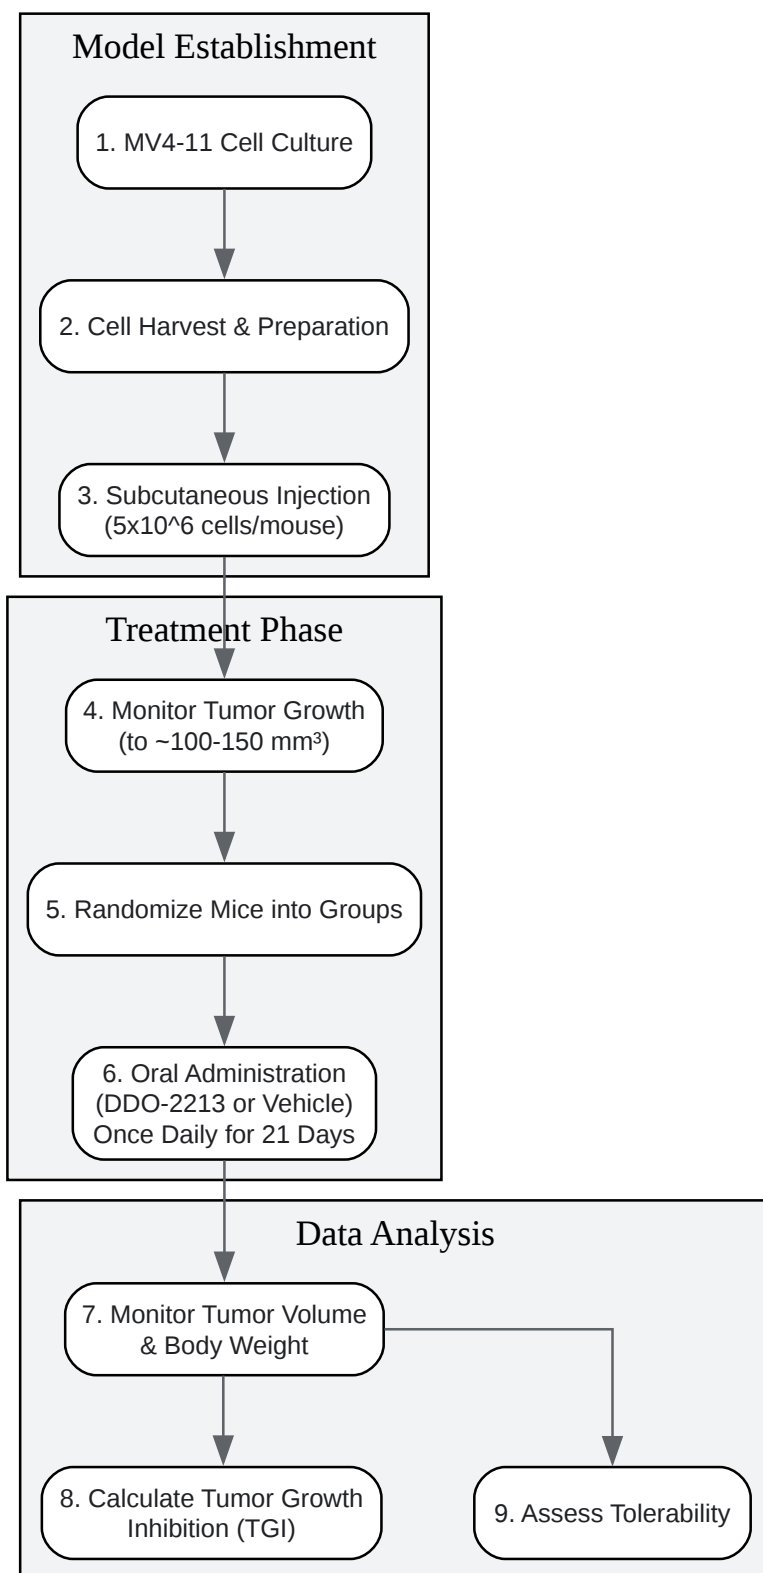 Model Establishment
1. MV4-11 Cell Culture
2. Cell Harvest & Preparation
3. Subcutaneous Injection
(5x10^6 cells/mouse)
Treatment Phase
4. Monitor Tumor Growth
(to ~100-150 mm³)
5. Randomize Mice into Groups
6. Oral Administration
(DDO-2213 or Vehicle)
Once Daily for 21 Days
Data Analysis
7. Monitor Tumor Volume
& Body Weight
8. Calculate Tumor Growth
Inhibition (TGI)
9. Assess Tolerability